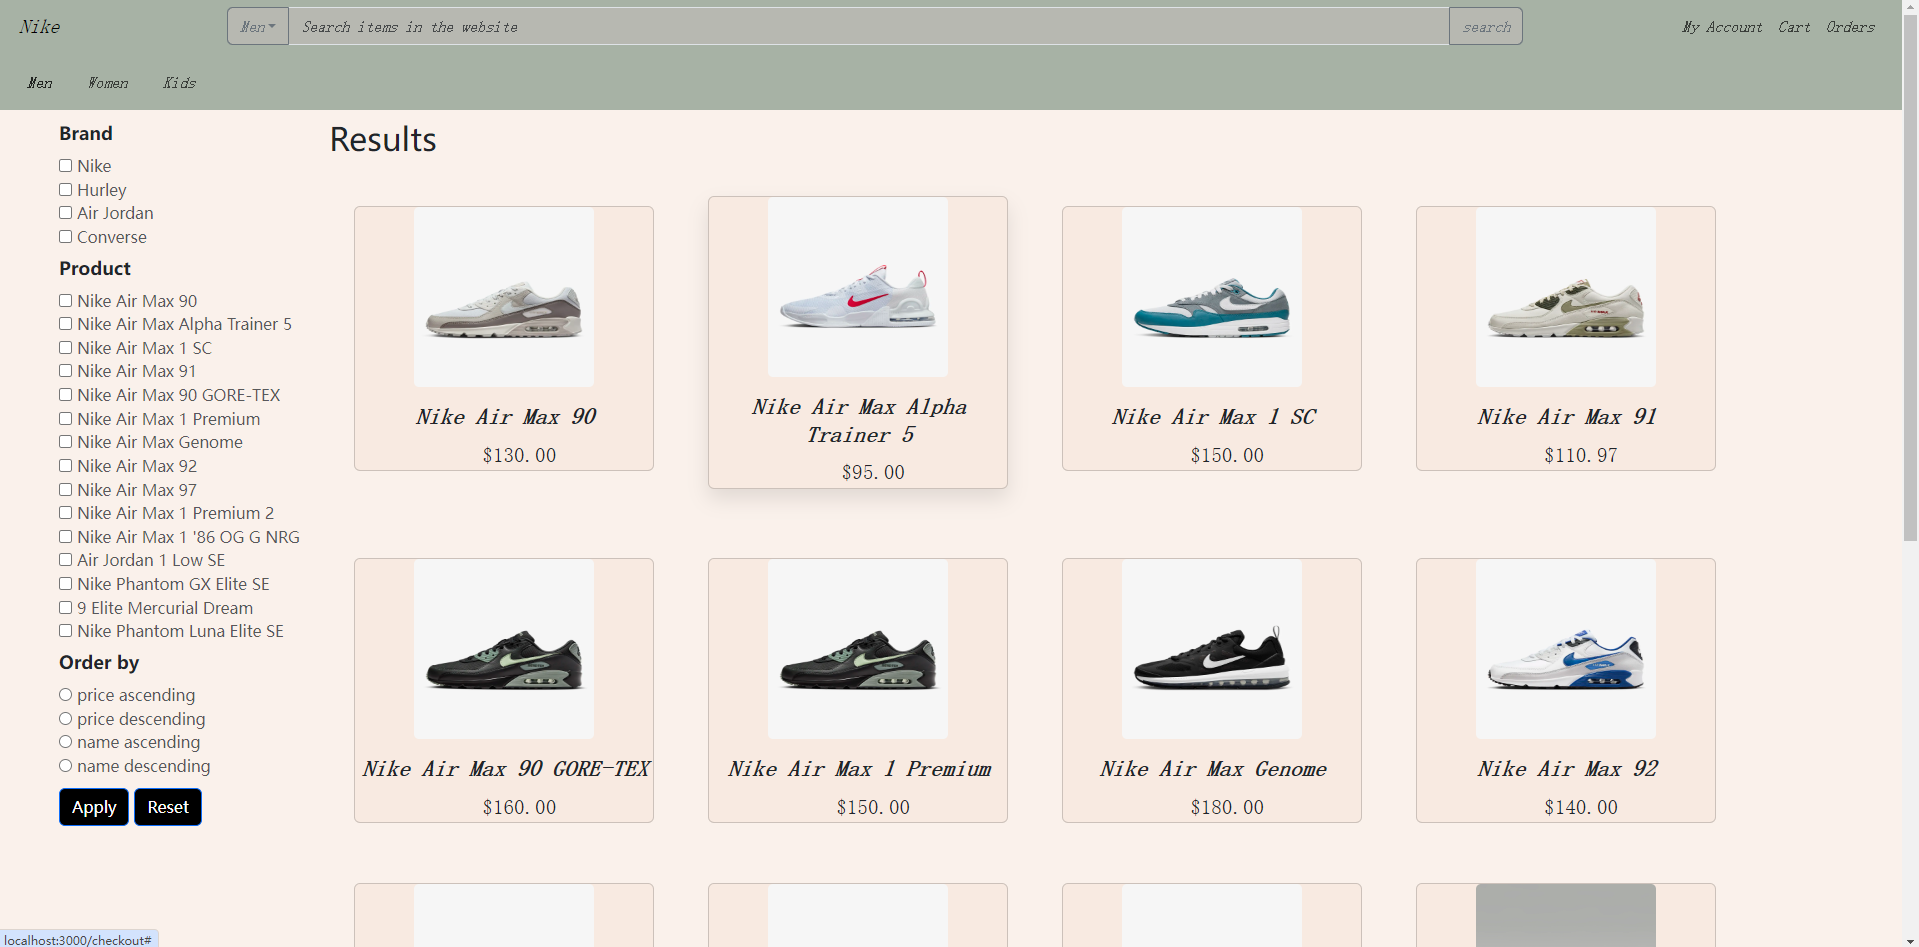 Nike
Men
Search items in the website
search
My Account Cart Orders
Men Women Kids
Brand
Nike
Hurley
Air Jordan
Converse
Product
Nike Air Max 90
Nike Air Max Alpha Trainer 5
Nike Air Max 1 SC
Nike Air Max 91
Nike Air Max 90 GORE-TEX
Nike Air Max 1 Premium
Nike Air Max Genome
Nike Air Max 92
Nike Air Max 97
Nike Air Max 1 Premium 2
Nike Air Max 1 '86 OG G NRG
Air Jordan 1 Low SE
Nike Phantom GX Elite SE
9 Elite Mercurial Dream
Nike Phantom Luna Elite SE
Order by
price ascending
price descending
name ascending
name descending
Apply Reset
Results
Nike Air Max 90
$130.00
Nike Air Max Alpha
Trainer 5
$95.00
Nike Air Max 1 SC
$150.00
Nike Air Max 91
$110.97
Nike Air Max 90 GORE-TEX
$160.00
Nike Air Max 1 Premium
$150.00
Nike Air Max Genome
$180.00
Nike Air Max 92
$140.00
localhost:3000/checkout#